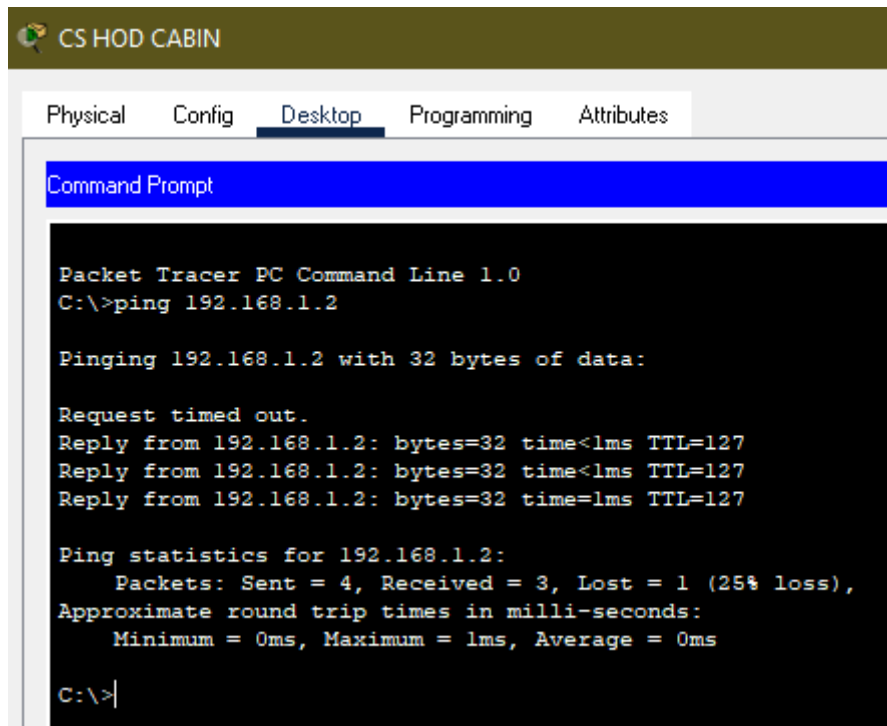 CS HOD CABIN
Physical Config Desktop Programming Attributes
Command Prompt
Packet Tracer PC Command Line 1.0
C:\>ping 192.168.1.2
Pinging 192.168.1.2 with 32 bytes of data:
Request timed out.
Reply from 192.168.1.2: bytes=32 time<1ms TTL=127
Reply from 192.168.1.2: bytes=32 time<1ms TTL=127
Reply from 192.168.1.2: bytes=32 time=1ms TTL=127
Ping statistics for 192.168.1.2:
Packets: Sent = 4, Received = 3, Lost = 1 (25% loss),
Approximate round trip times in milli-seconds:
Minimum = 0ms, Maximum = 1ms, Average = 0ms
C:\>